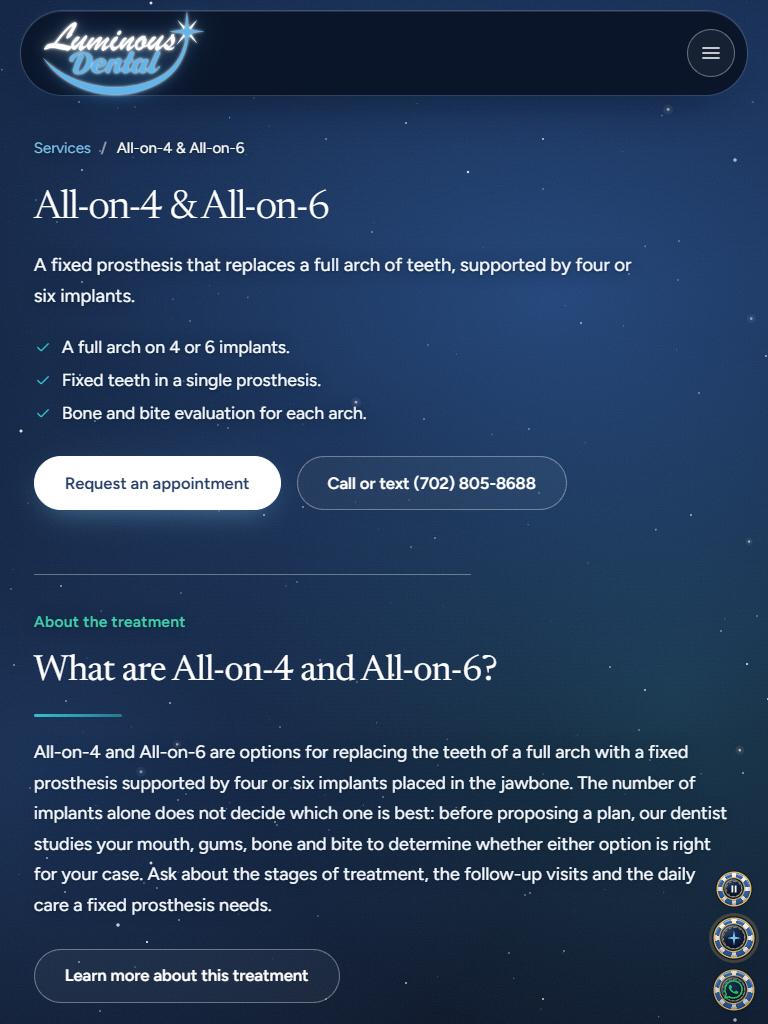 Luminous
Dental
Services / All-on-4 & All-on-6
All-on-4 & All-on-6
A fixed prosthesis that replaces a full arch of teeth, supported by four or
six implants.
A full arch on 4 or 6 implants.
Fixed teeth in a single prosthesis.
Bone and bite evaluation for each arch.
Request an appointment
Call or text (702) 805-8688
About the treatment
What are All-on-4 and All-on-6?
All-on-4 and All-on-6 are options for replacing the teeth of a full arch with a fixed
prosthesis supported by four or six implants placed in the jawbone. The number of
implants alone does not decide which one is best: before proposing a plan, our dentist
studies your mouth, gums, bone and bite to determine whether either option is right
for your case. Ask about the stages of treatment, the follow-up visits and the daily
care a fixed prosthesis needs.
Learn more about this treatment